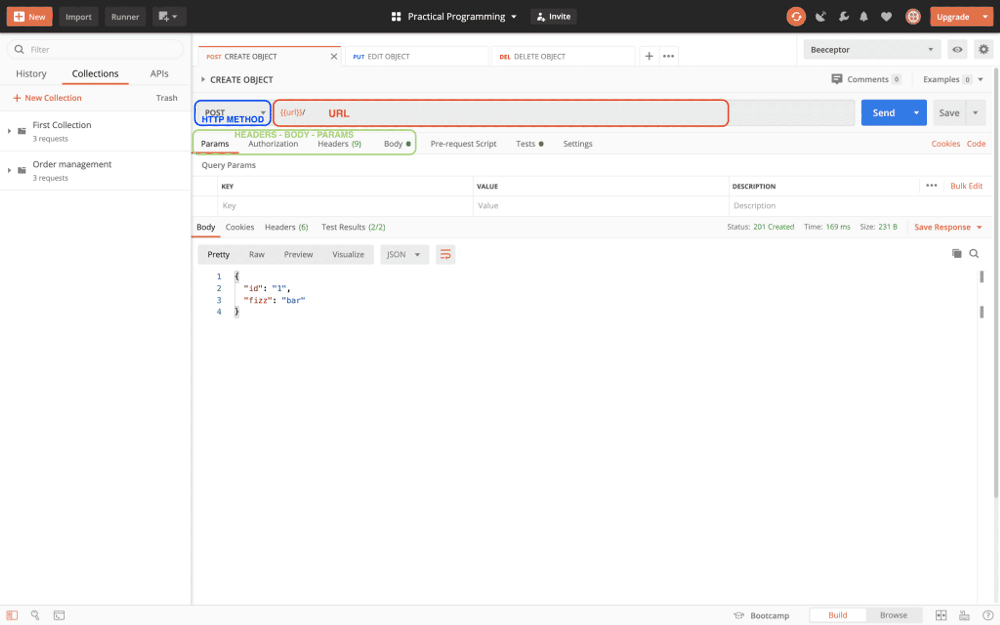 New Import Runner Practical Programming Invite Upgrade
Filter
History Collections APIs
New Collection Trash
First Collection
3 requests
Order management
3 requests
POST CREATE OBJECT PUT EDIT OBJECT DEL DELETE OBJECT
Beeceptor
CREATE OBJECT Comments 0 Examples 0
POST {{url}}/ URL Send Save
HTTP METHOD
HEADERS - BODY - PARAMS
Params Authorization Headers (9) Body Pre-request Script Tests Settings Cookies Code
Query Params
KEY VALUE DESCRIPTION Bulk Edit
Key Value Description
Body Cookies Headers (6) Test Results (2/2) Status: 201 Created Time: 169 ms Size: 231 B Save Response
Pretty Raw Preview Visualize JSON
1 {
2 "id": "1",
3 "fizz": "bar"
4 }
Bootcamp Build Browse